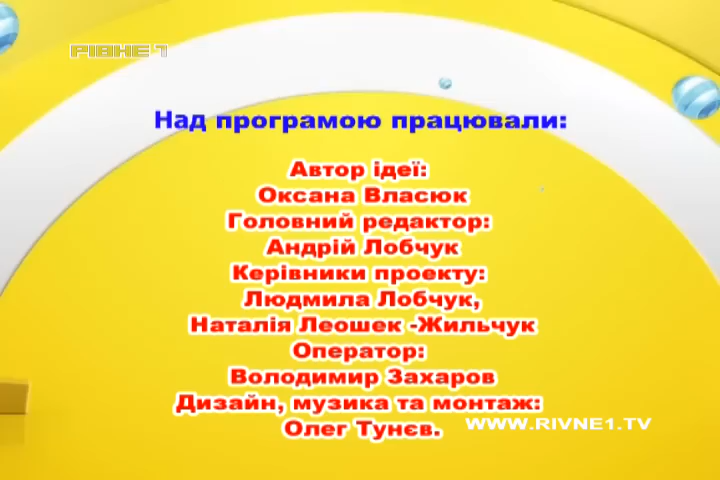 РІВНЕ 1
Над програмою працювали:
Автор ідеї:
Оксана Власюк
Головний редактор:
Андрій Лобчук
Керівники проекту:
Людмила Лобчук,
Наталія Леошек -Жильчук
Оператор:
Володимир Захаров
Дизайн, музика та монтаж:
Олег Тунєв.
WWW.RIVNE1.TV